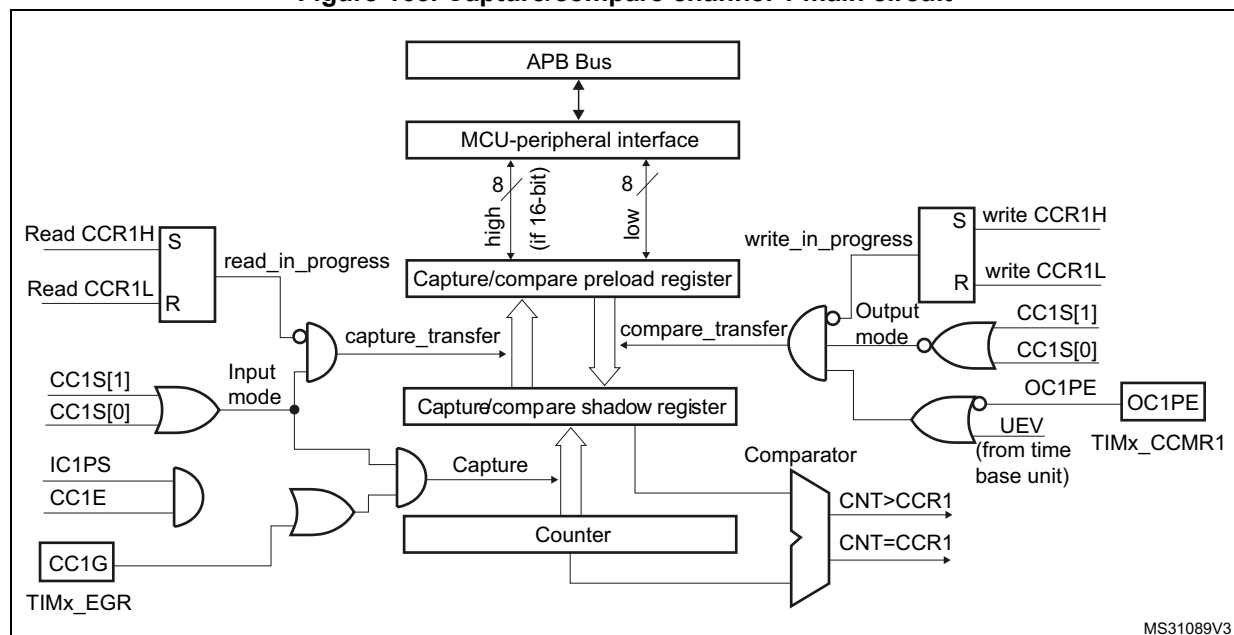 APB Bus
MCU-peripheral interface
8
high
(if 16-bit)
8
low
Read CCR1H
S
read_in_progress
Read CCR1L
R
write_in_progress
S
write CCR1H
R
write CCR1L
Capture/compare preload register
capture_transfer
compare_transfer
Output
mode
CC1S[1]
CC1S[0]
CC1S[1]
CC1S[0]
Input
mode
Capture/compare shadow register
OC1PE
OC1PE
UEV
(from time
base unit)
TIMx_CCMR1
IC1PS
CC1E
Capture
Comparator
CNT>CCR1
CNT=CCR1
Counter
CC1G
TIMx_EGR
MS31089V3